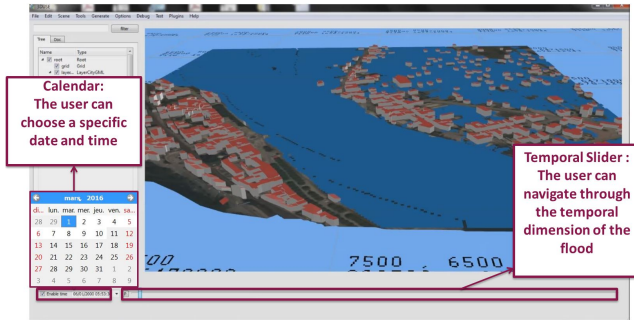 File Edit Scene Tools Generate Options Debug Test Plugins Help
Filter
Tree
Name Type
root Root
grid Grid
layer... LayerCityGML
Calendar:
The user can
choose a specific
date and time
Temporal Slider :
The user can
navigate through
the temporal
dimension of the
flood
mars, 2016
di... lun. mar. mer. jeu. ven. sa...
28 29 1 2 3 4 5
6 7 8 9 10 11 12
13 14 15 16 17 18 19
20 21 22 23 24 25 26
27 28 29 30 31 1 2
3 4 5 6 7 8 9
7500 6500
Enable time